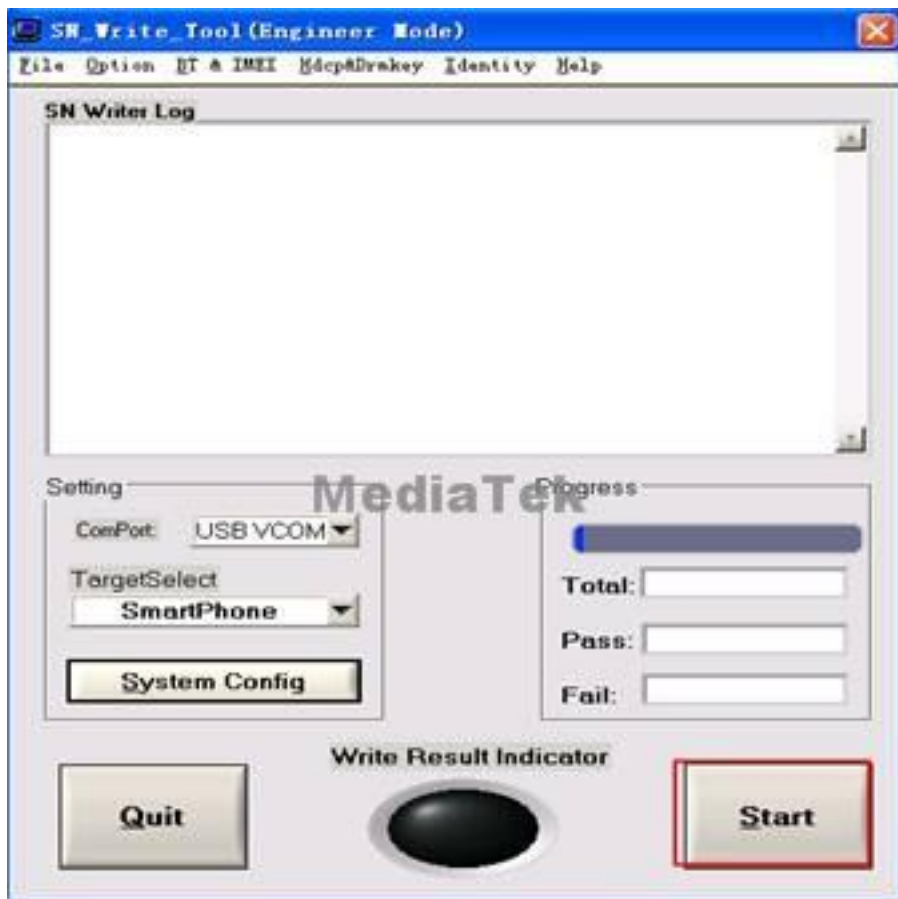 SN_Write_Tool(Engineer Mode)
File Option BT & IMEI Hdcp&Drmkey Identity Help
SN Writer Log
MediaTek
Setting
ComPort: USB VCOM
TargetSelect
SmartPhone
System Config
Progress
Total:
Pass:
Fail:
Write Result Indicator
Quit
Start